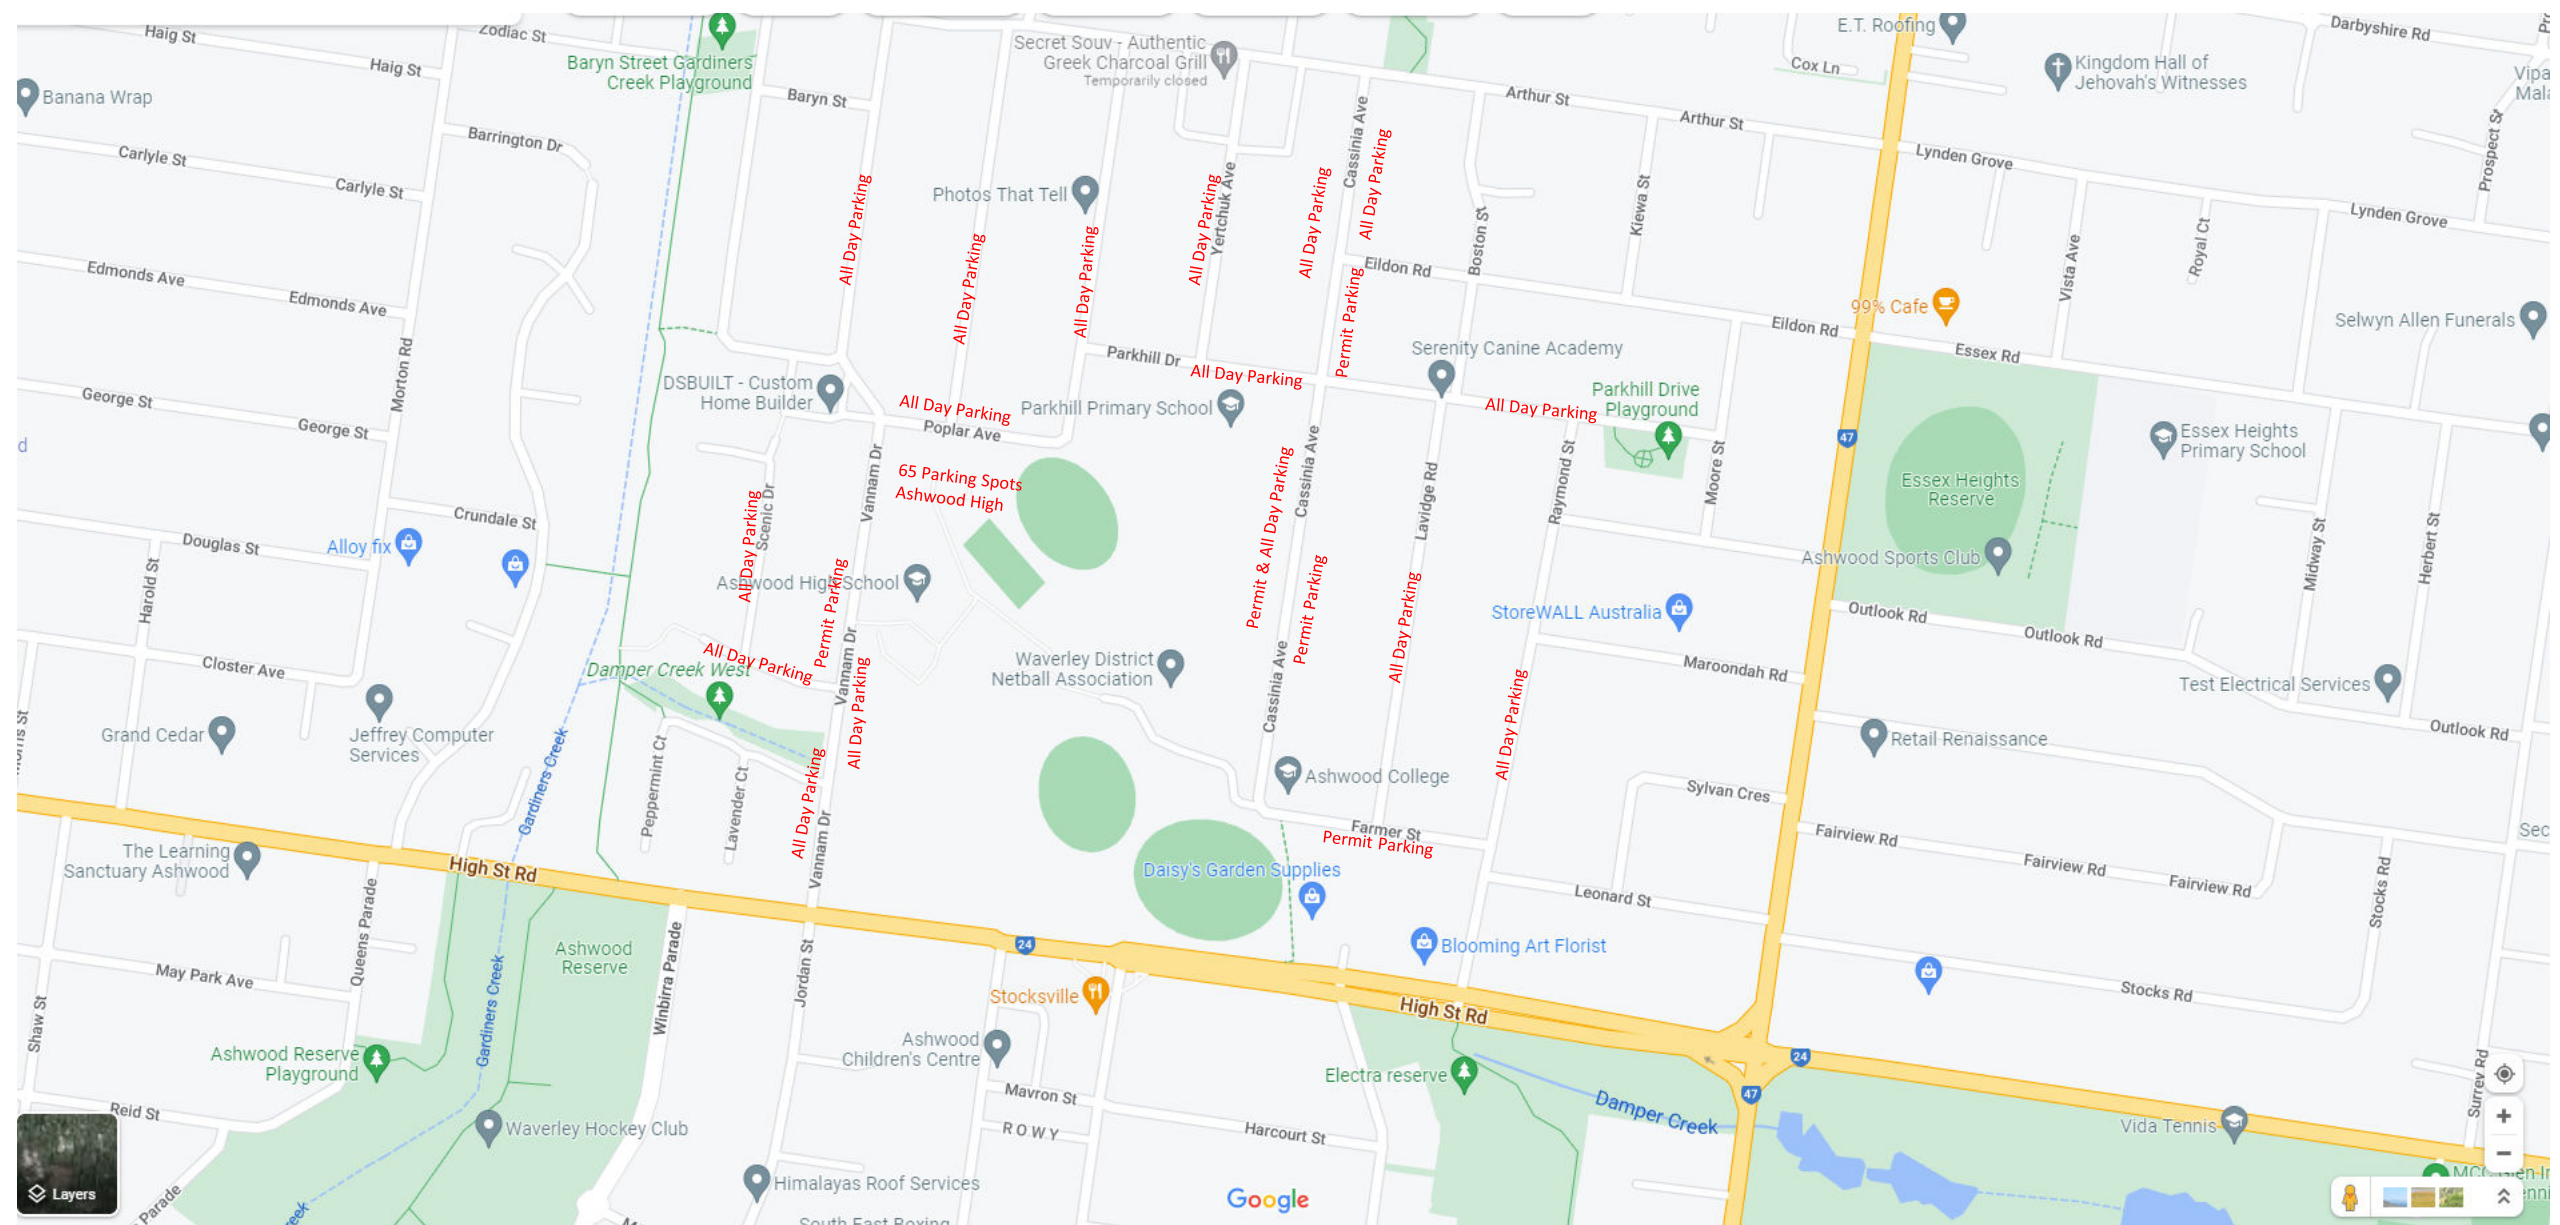 Haig St
Zodiac St
Haig St
Baryn Street Gardiners
Creek Playground
Secret Souv - Authentic
Greek Charcoal Grill
Temporarily closed
E.T. Roofing
Cox Ln
Kingdom Hall of
Jehovah's Witnesses
Darbyshire Rd
Banana Wrap
Baryn St
Arthur St
Arthur St
Barrington Dr
Carlyle St
Carlyle St
Cassinia Ave
All Day Parking
Lynden Grove
Prospect St
Photos That Tell
All Day Parking
All Day Parking
Yertchuk Ave
All Day Parking
Kiewa St
Boston St
Lynden Grove
Royal Ct
Vista Ave
All Day Parking
All Day Parking
Eildon Rd
Edmonds Ave
Edmonds Ave
Permit Parking
99% Cafe
Eildon Rd
Essex Rd
Selwyn Allen Funerals
Morton Rd
Parkhill Dr
All Day Parking
Serenity Canine Academy
DSBUILT - Custom
Home Builder
Parkhill Drive
Playground
George St
George St
All Day Parking
Poplar Ave
Parkhill Primary School
All Day Parking
Essex Heights
Primary School
47
Vannam Dr
65 Parking Spots
Ashwood High
Cassinia Ave
Permit & All Day Parking
Lavidge Rd
Raymond St
Moore St
Essex Heights
Reserve
Crundale St
Douglas St
Alloy fix
Scenic Dr
All Day Parking
Ashwood High School
Permit Parking
Harold St
Ashwood Sports Club
Midway St
Herbert St
Permit Parking
All Day Parking
StoreWALL Australia
Outlook Rd
Outlook Rd
Closter Ave
Damper Creek West
All Day Parking
Vannam Dr
All Day Parking
Waverley District
Netball Association
Cassinia Ave
Maroondah Rd
Test Electrical Services
Outlook Rd
Grand Cedar
Jeffrey Computer
Services
All Day Parking
Retail Renaissance
Gardiners Creek
Peppermint Ct
Lavender Ct
All Day Parking
Vannam Dr
Ashwood College
Sylvan Cres
Farmer St
Permit Parking
Fairview Rd
Fairview Rd
Fairview Rd
The Learning
Sanctuary Ashwood
High St Rd
Daisy's Garden Supplies
Leonard St
Stocks Rd
Queens Parade
Ashwood
Reserve
Winbirra Parade
Jordan St
24
Blooming Art Florist
May Park Ave
Stocksville
High St Rd
Stocks Rd
Shaw St
Gardiners Creek
Ashwood Reserve
Playground
Ashwood
Children's Centre
Electra reserve
24
47
Mavron St
Damper Creek
Surrey Rd
Reid St
Waverley Hockey Club
ROWY
Harcourt St
Vida Tennis
Himalayas Roof Services
Layers
Parade
Google
South East Boxing